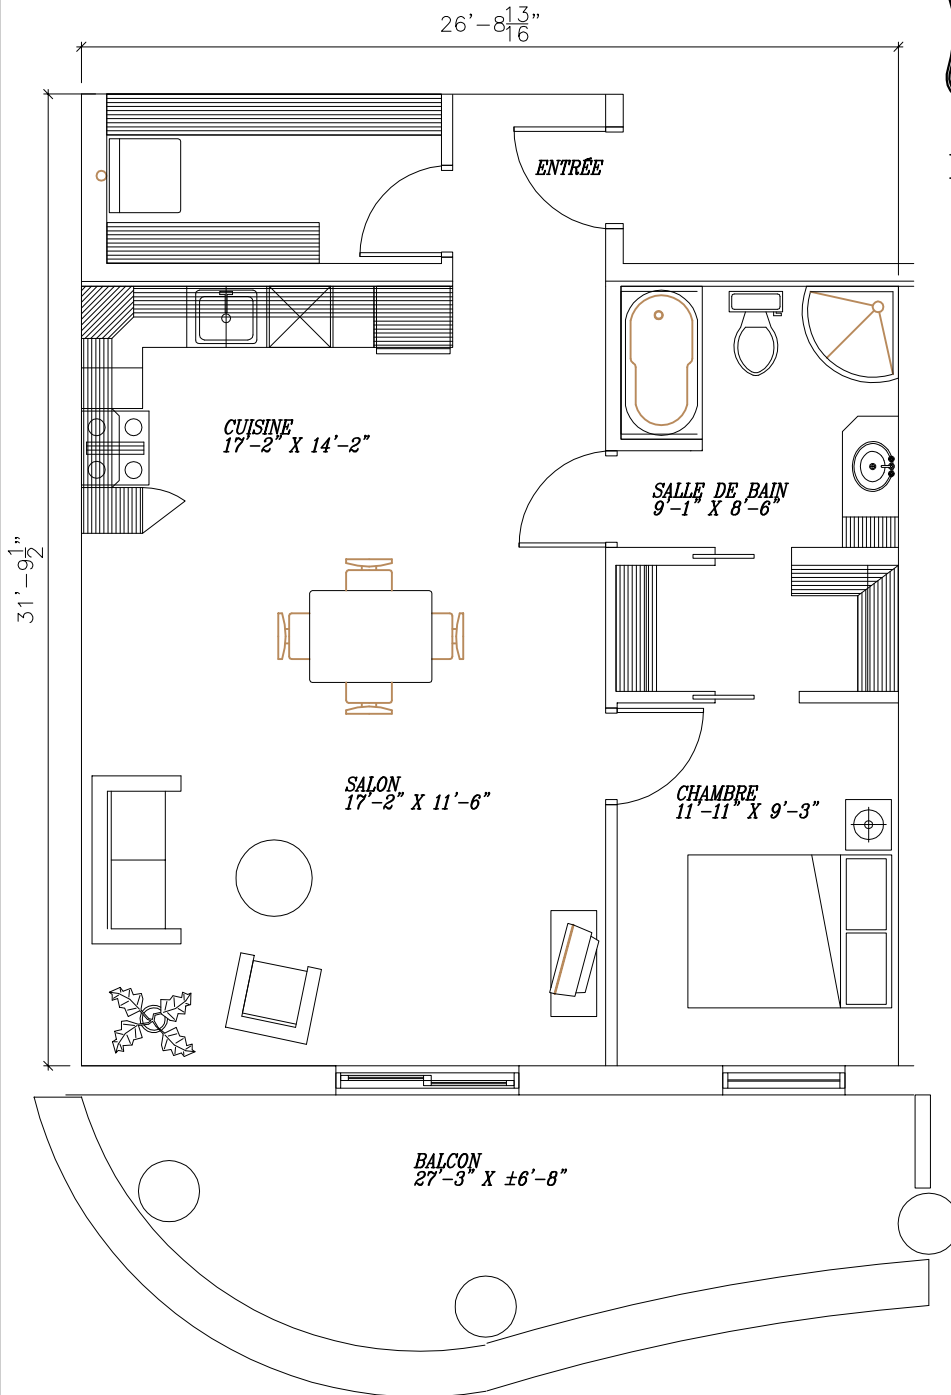 26'-8 13/16"
ENTRÉE
CUISINE
17'-2" X 14'-2"
SALLE DE BAIN
9'-1" X 8'-6"
31'-9 1/2"
SALON
17'-2" X 11'-6"
CHAMBRE
11'-11" X 9'-3"
BALCON
27'-3" X ±6'-8"